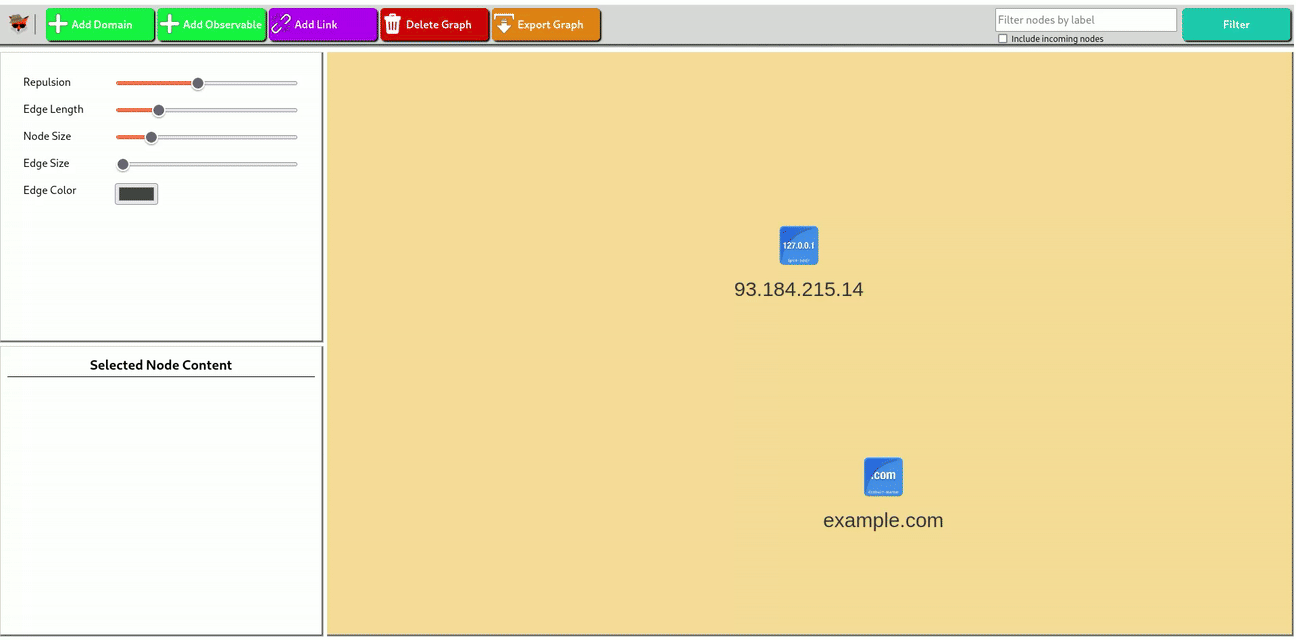 Add Domain
Add Observable
Add Link
Delete Graph
Export Graph
Filter nodes by label
Include incoming nodes
Filter
Repulsion
Edge Length
Node Size
Edge Size
Edge Color
Selected Node Content
127.0.0.1
93.184.215.14
.com
example.com